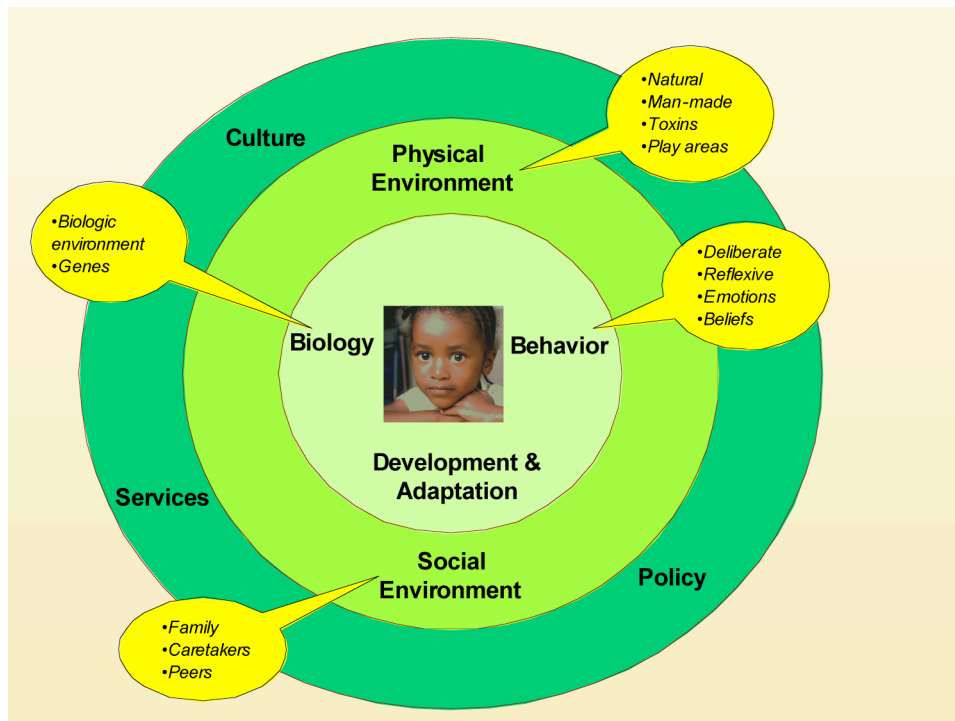 Culture
Physical
Environment
•Natural
•Man-made
•Toxins
•Play areas
•Biologic
environment
•Genes
•Deliberate
•Reflexive
•Emotions
•Beliefs
Biology
Behavior
Development &
Adaptation
Services
Social
Environment
Policy
•Family
•Caretakers
•Peers